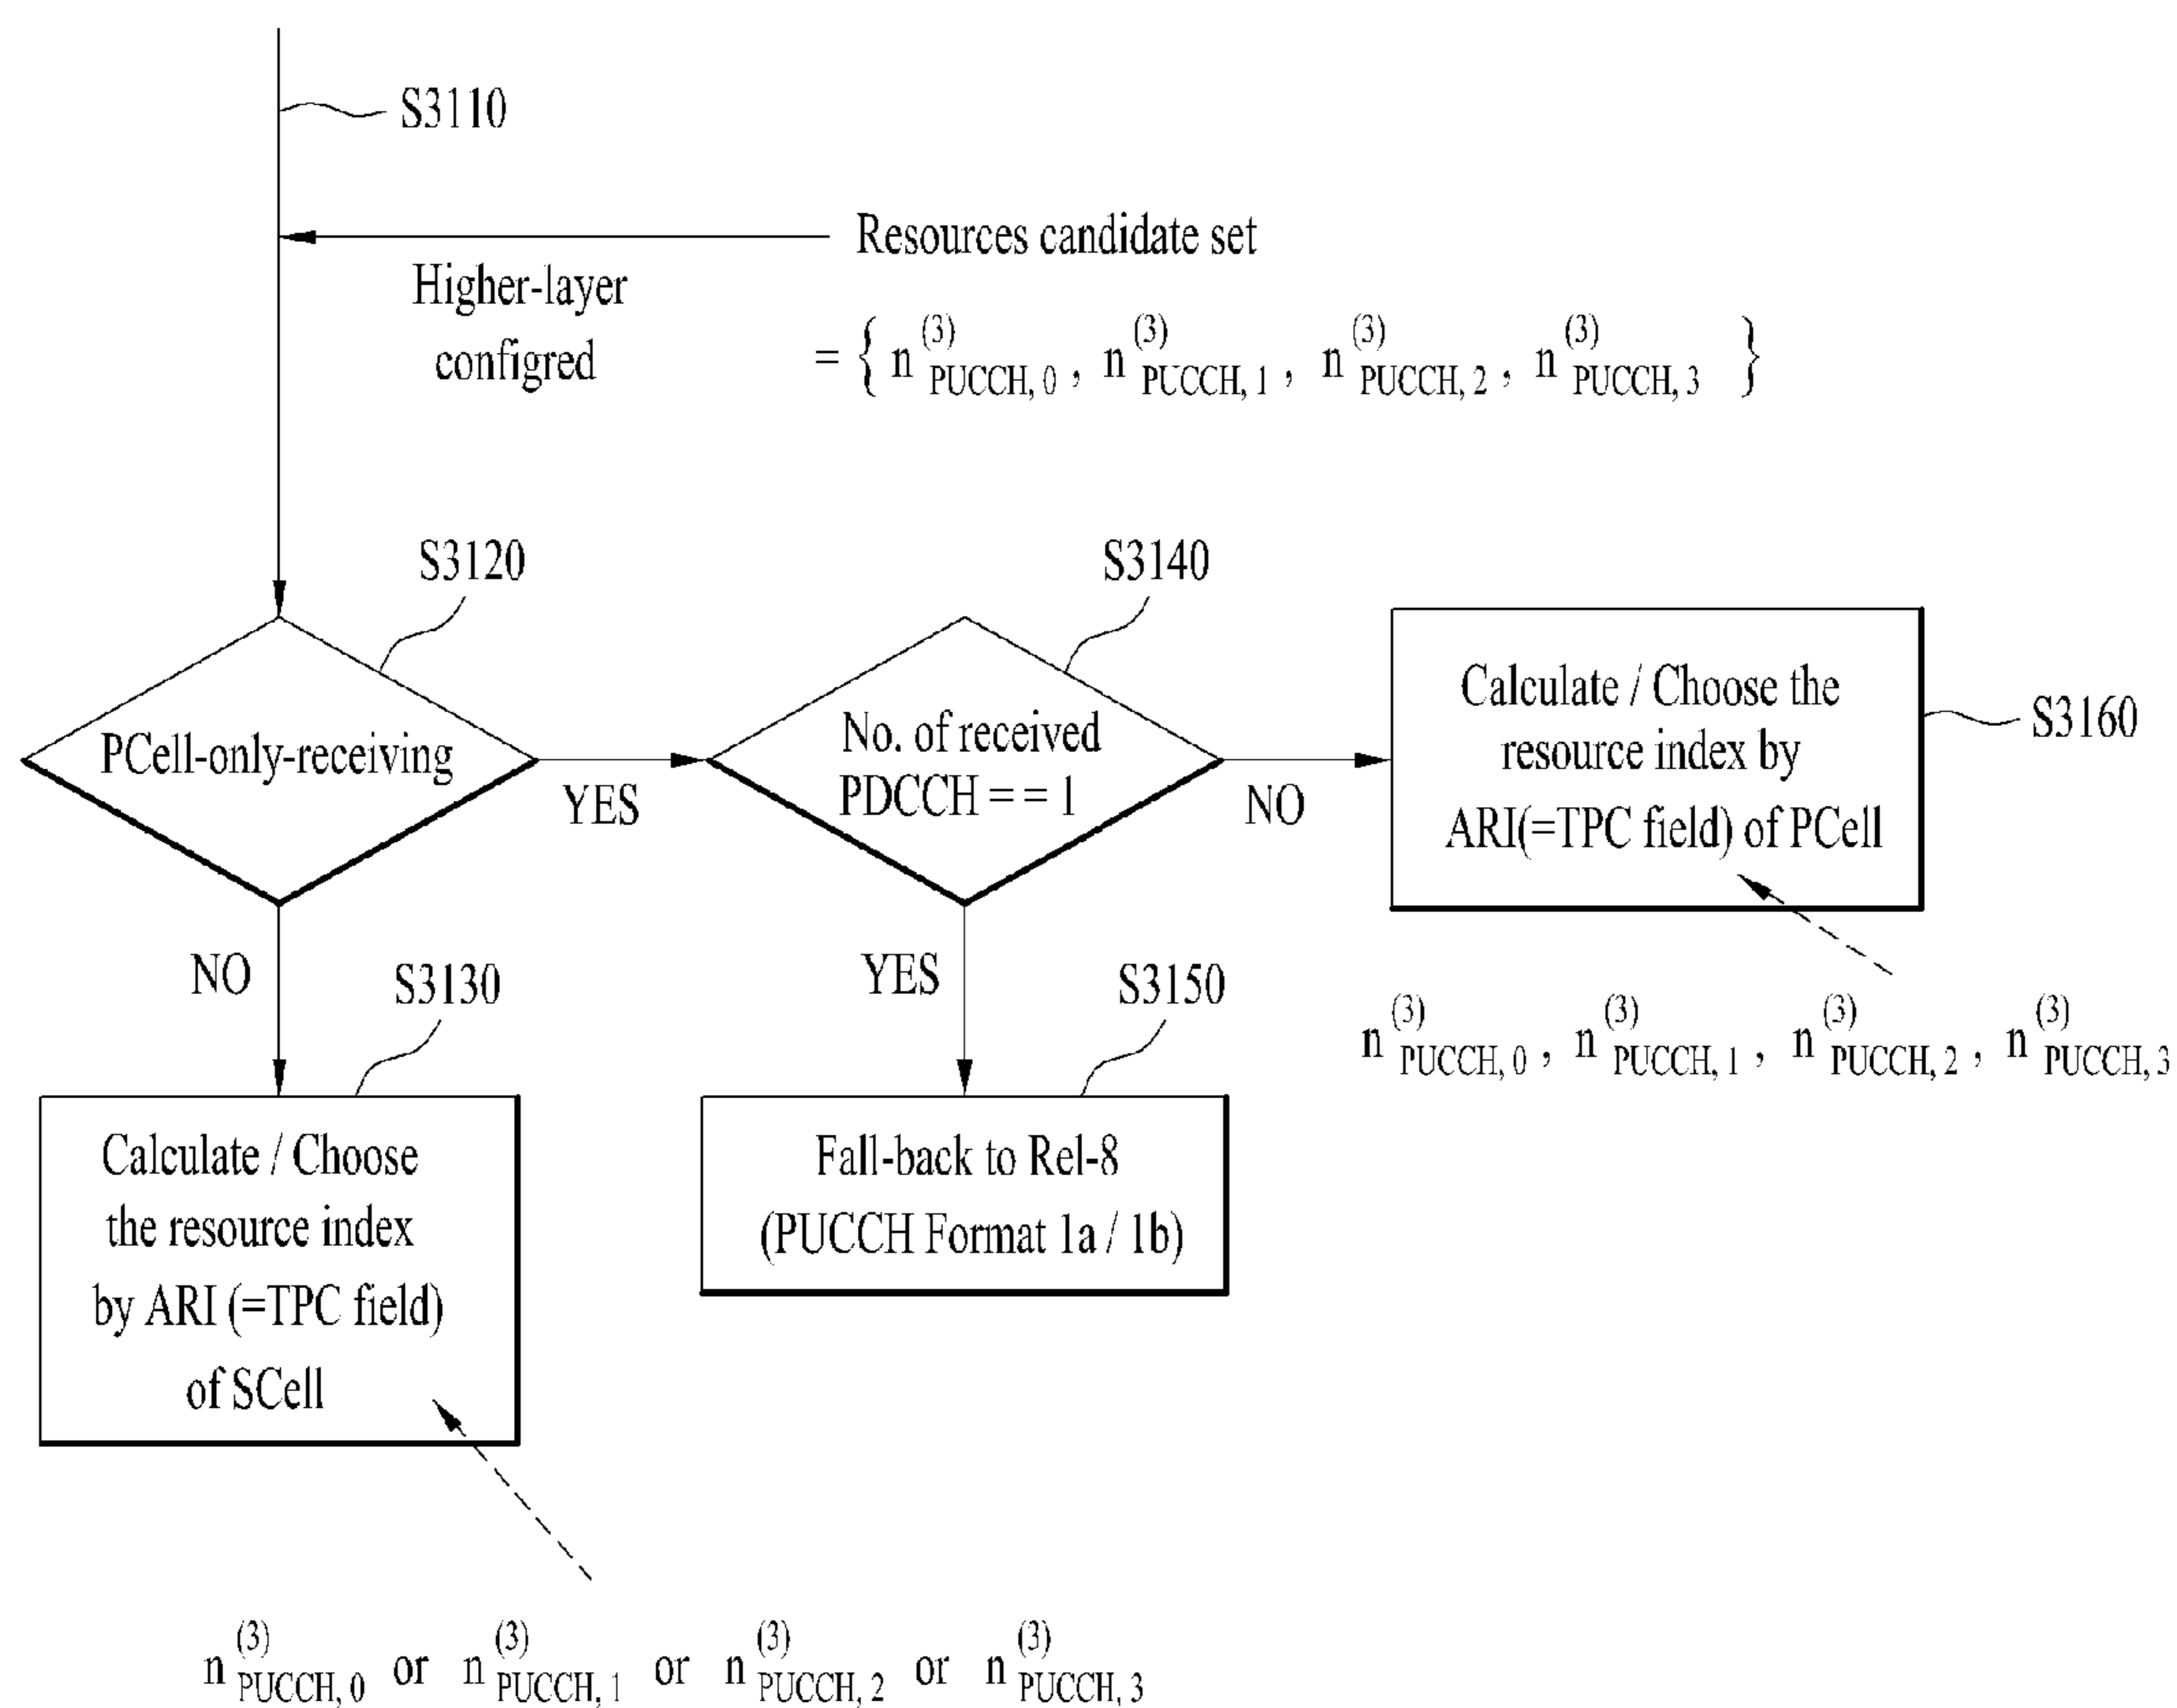 S3110
Resources candidate set
Higher-layer
configred
= { n^{(3)}_{PUCCH, 0} , n^{(3)}_{PUCCH, 1} , n^{(3)}_{PUCCH, 2} , n^{(3)}_{PUCCH, 3} }
S3120
S3140
PCell-only-receiving
YES
No. of received
PDCCH = = 1
NO
Calculate / Choose the
resource index by
ARI(=TPC field) of PCell
S3160
n^{(3)}_{PUCCH, 0} , n^{(3)}_{PUCCH, 1} , n^{(3)}_{PUCCH, 2} , n^{(3)}_{PUCCH, 3}
NO
S3130
YES
S3150
Calculate / Choose
the resource index
by ARI (=TPC field)
of SCell
Fall-back to Rel-8
(PUCCH Format 1a / 1b)
n^{(3)}_{PUCCH, 0} or n^{(3)}_{PUCCH, 1} or n^{(3)}_{PUCCH, 2} or n^{(3)}_{PUCCH, 3}